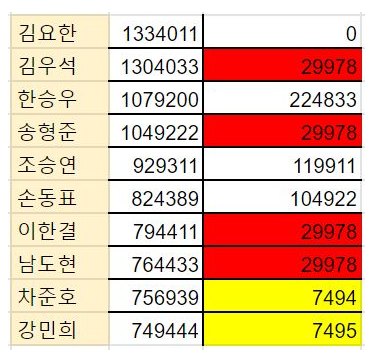 김요한 1334011 0
김우석 1304033 29978
한승우 1079200 224833
송형준 1049222 29978
조승연 929311 119911
손동표 824389 104922
이한결 794411 29978
남도현 764433 29978
차준호 756939 7494
강민희 749444 7495